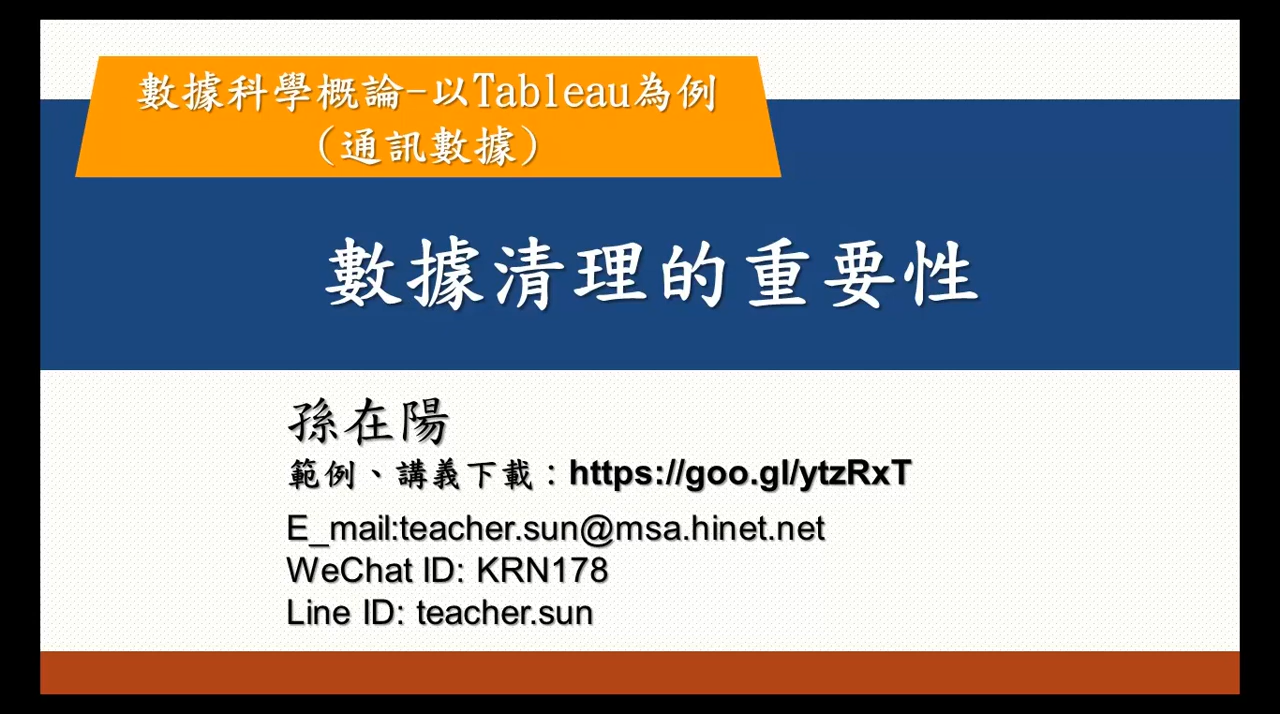 數據科學概論-以Tableau為例
(通訊數據)
數據清理的重要性
孫在陽
範例、講義下載：https://goo.gl/ytzRxT
E_mail:teacher.sun@msa.hinet.net
WeChat ID: KRN178
Line ID: teacher.sun